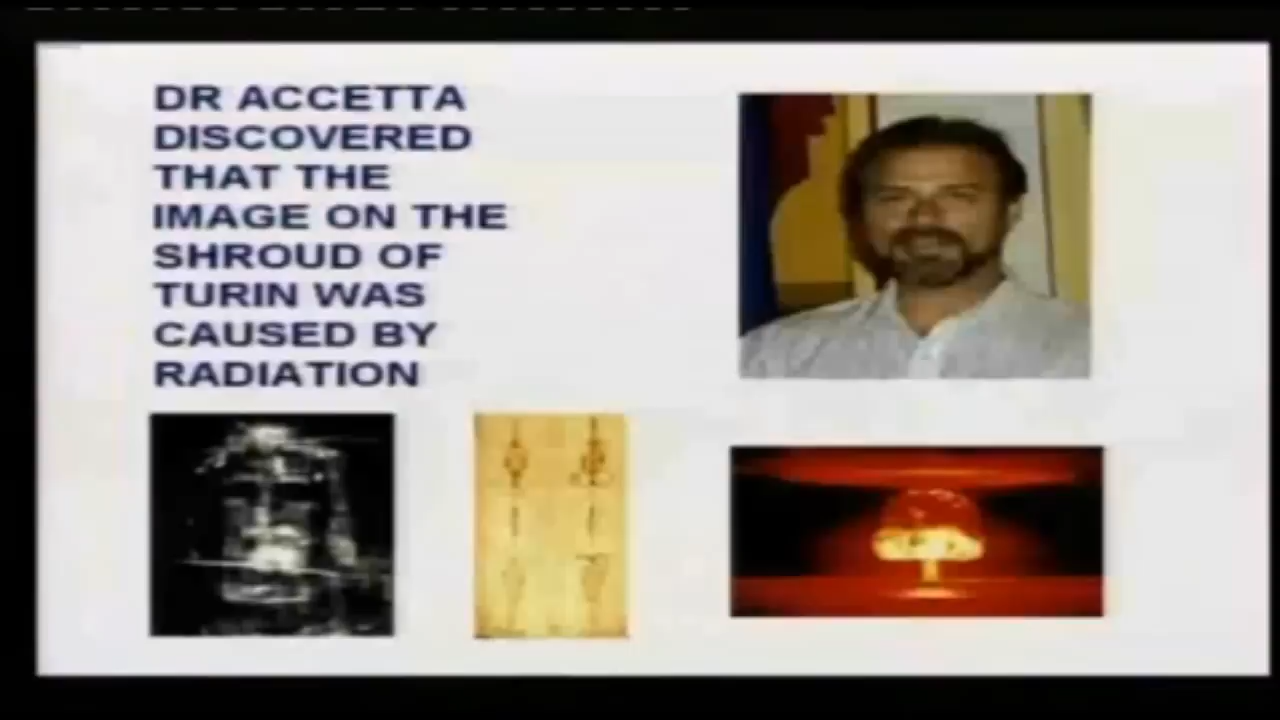 DR ACCETTA
DISCOVERED
THAT THE
IMAGE ON THE
SHROUD OF
TURIN WAS
CAUSED BY
RADIATION